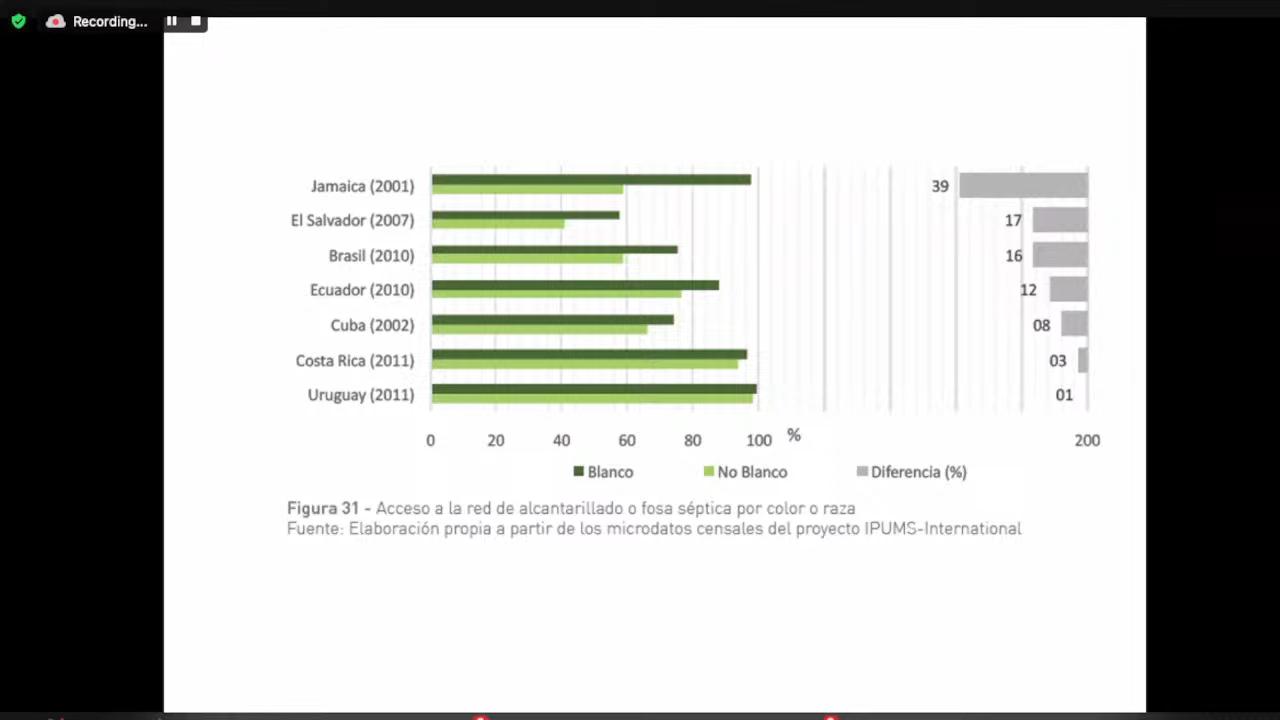 Recording...
Jamaica (2001) 39
El Salvador (2007) 17
Brasil (2010) 16
Ecuador (2010) 12
Cuba (2002) 08
Costa Rica (2011) 03
Uruguay (2011) 01
0 20 40 60 80 100 % 200
Blanco No Blanco Diferencia (%)
Figura 31 - Acceso a la red de alcantarillado o fosa séptica por color o raza
Fuente: Elaboración propia a partir de los microdatos censales del proyecto IPUMS-International